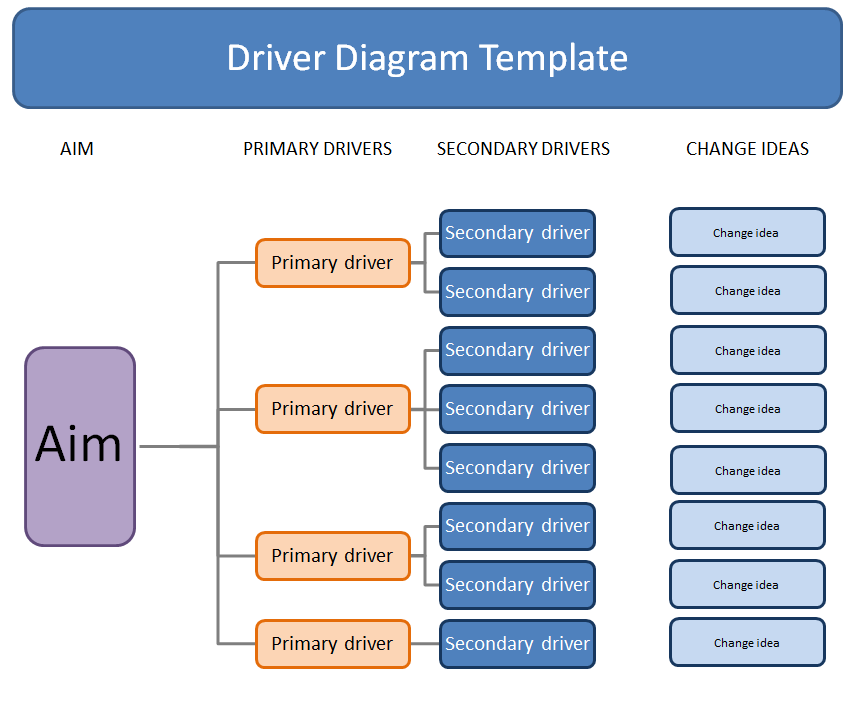 Driver Diagram Template
AIM
PRIMARY DRIVERS
SECONDARY DRIVERS
CHANGE IDEAS
Aim
Primary driver
Secondary driver
Change idea
Secondary driver
Change idea
Primary driver
Secondary driver
Change idea
Secondary driver
Change idea
Secondary driver
Change idea
Primary driver
Secondary driver
Change idea
Secondary driver
Change idea
Primary driver
Secondary driver
Change idea